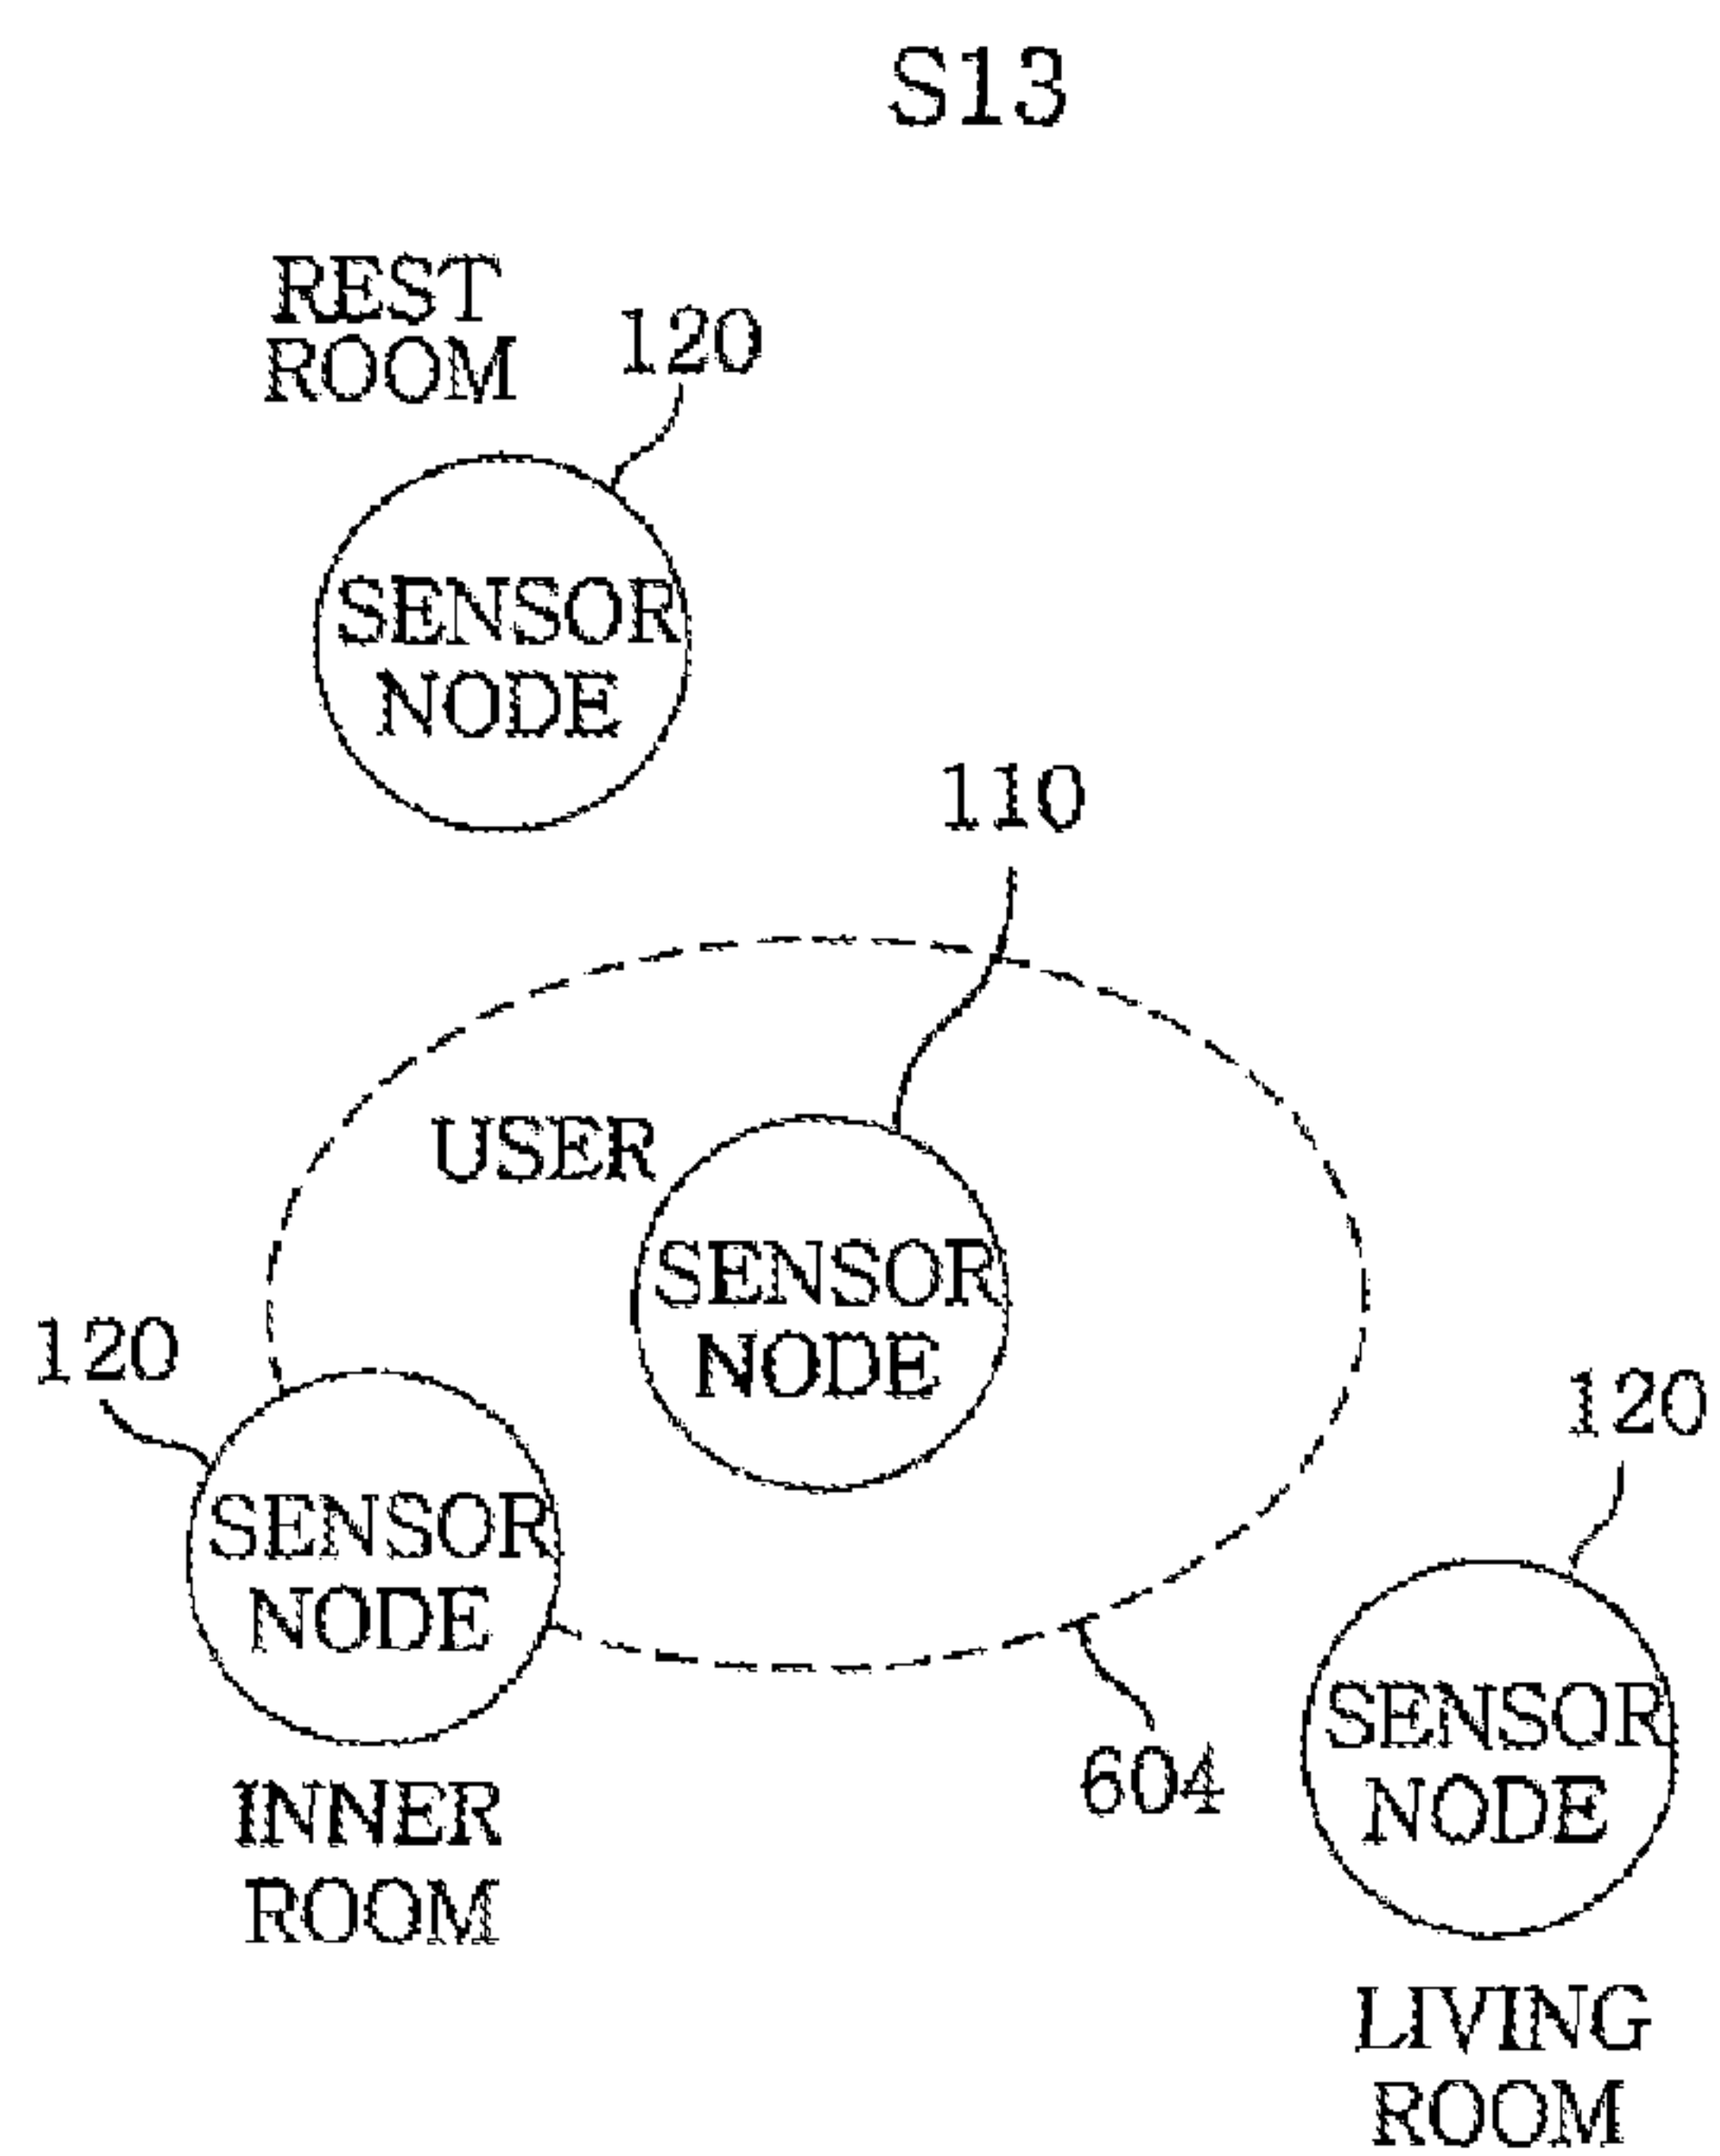 S13
REST
ROOM
120
SENSOR
NODE
110
USER
SENSOR
NODE
120
SENSOR
NODE
INNER
ROOM
604
120
SENSOR
NODE
LIVING
ROOM